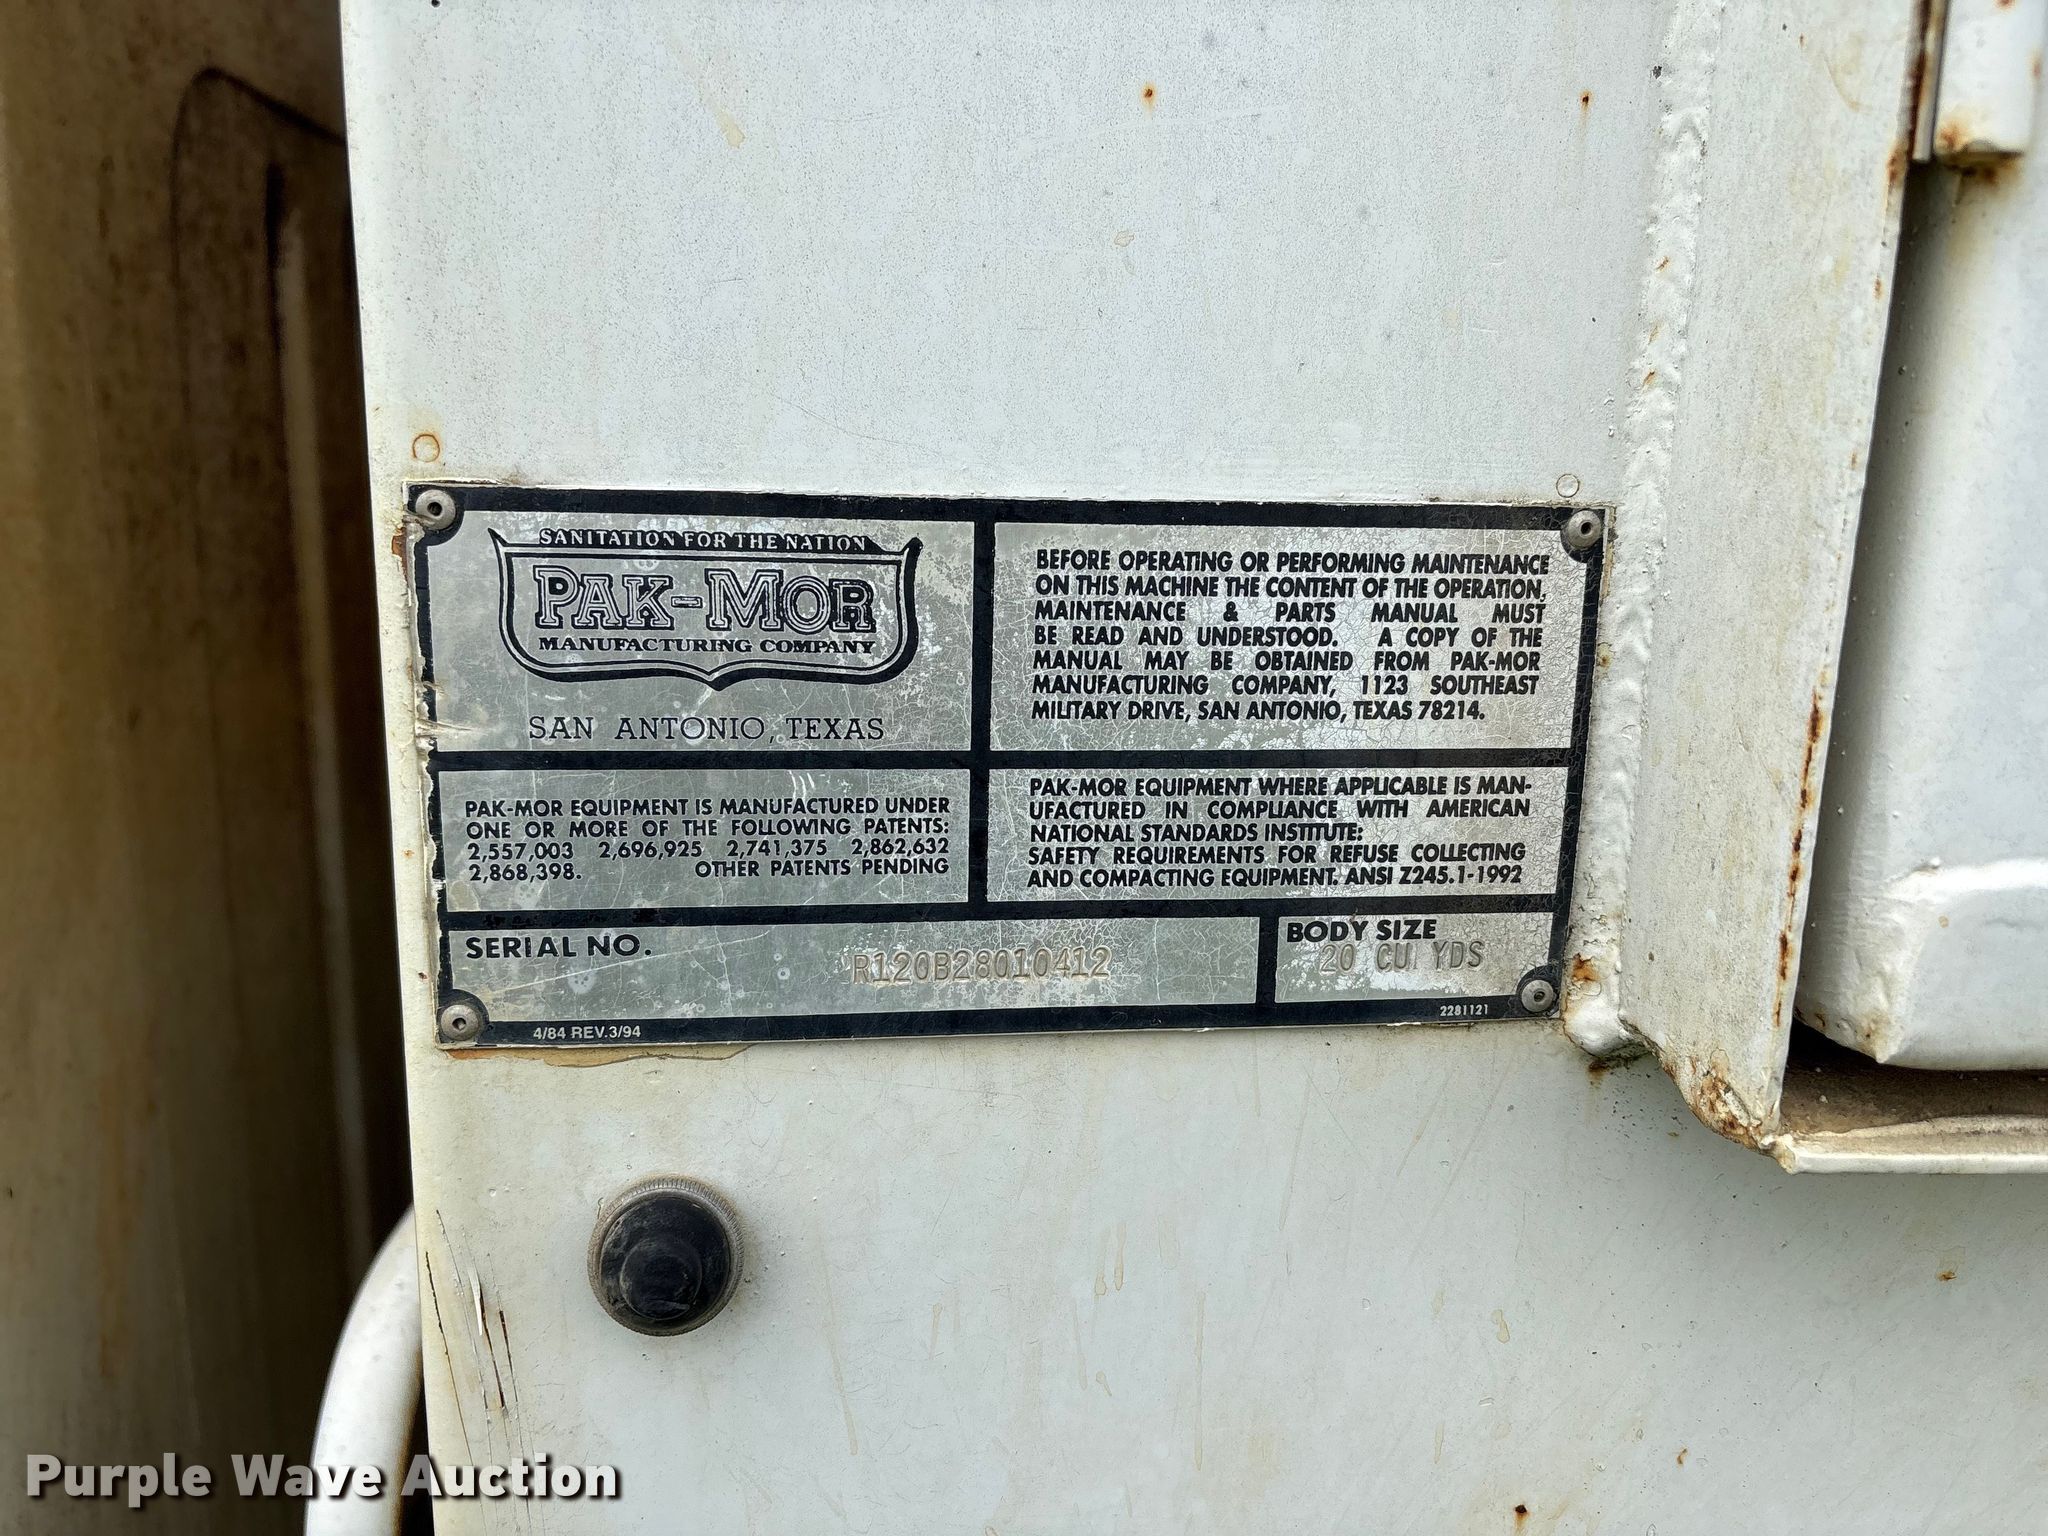 SANITATION FOR THE NATION
PAK-MOR
MANUFACTURING COMPANY
SAN ANTONIO, TEXAS
BEFORE OPERATING OR PERFORMING MAINTENANCE
ON THIS MACHINE THE CONTENT OF THE OPERATION,
MAINTENANCE & PARTS MANUAL MUST
BE READ AND UNDERSTOOD. A COPY OF THE
MANUAL MAY BE OBTAINED FROM PAK-MOR
MANUFACTURING COMPANY, 1123 SOUTHEAST
MILITARY DRIVE, SAN ANTONIO, TEXAS 78214.
PAK-MOR EQUIPMENT IS MANUFACTURED UNDER
ONE OR MORE OF THE FOLLOWING PATENTS:
2,557,003 2,696,925 2,741,375 2,862,632
2,868,398. OTHER PATENTS PENDING
PAK-MOR EQUIPMENT WHERE APPLICABLE IS MAN-
UFACTURED IN COMPLIANCE WITH AMERICAN
NATIONAL STANDARDS INSTITUTE:
SAFETY REQUIREMENTS FOR REFUSE COLLECTING
AND COMPACTING EQUIPMENT. ANSI Z245.1-1992
SERIAL NO. R120B28010412
BODY SIZE
20 CU YDS
4/84 REV.3/94
2281121
Purple Wave Auction